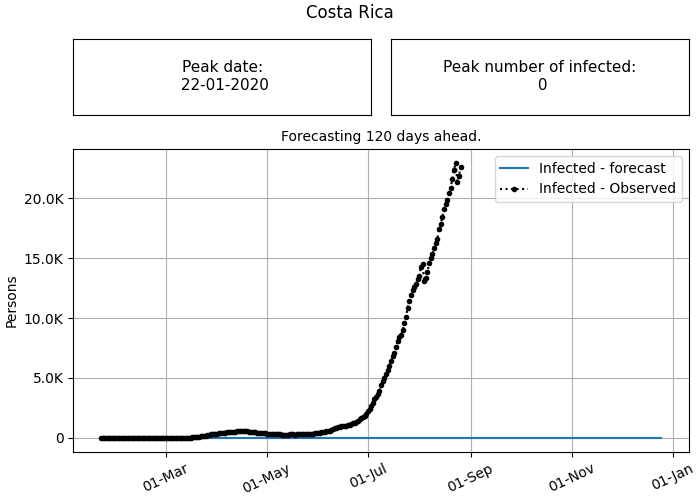 Costa Rica
Peak date:
22-01-2020
Peak number of infected:
0
Forecasting 120 days ahead.
Infected - forecast
Infected - Observed
20.0K
15.0K
10.0K
5.0K
0
Persons
01-Mar
01-May
01-Jul
01-Sep
01-Nov
01-Jan